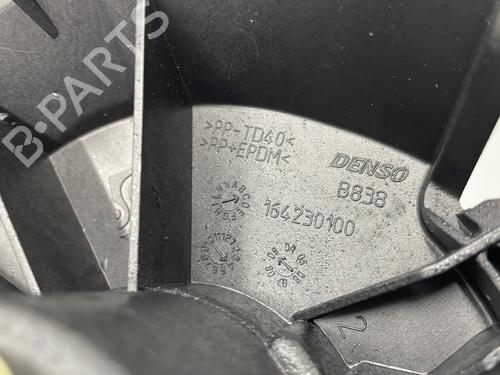 B-PARTS
>PP-TD40<
>PP+EPDM<
DENSO
B838
164230100
2